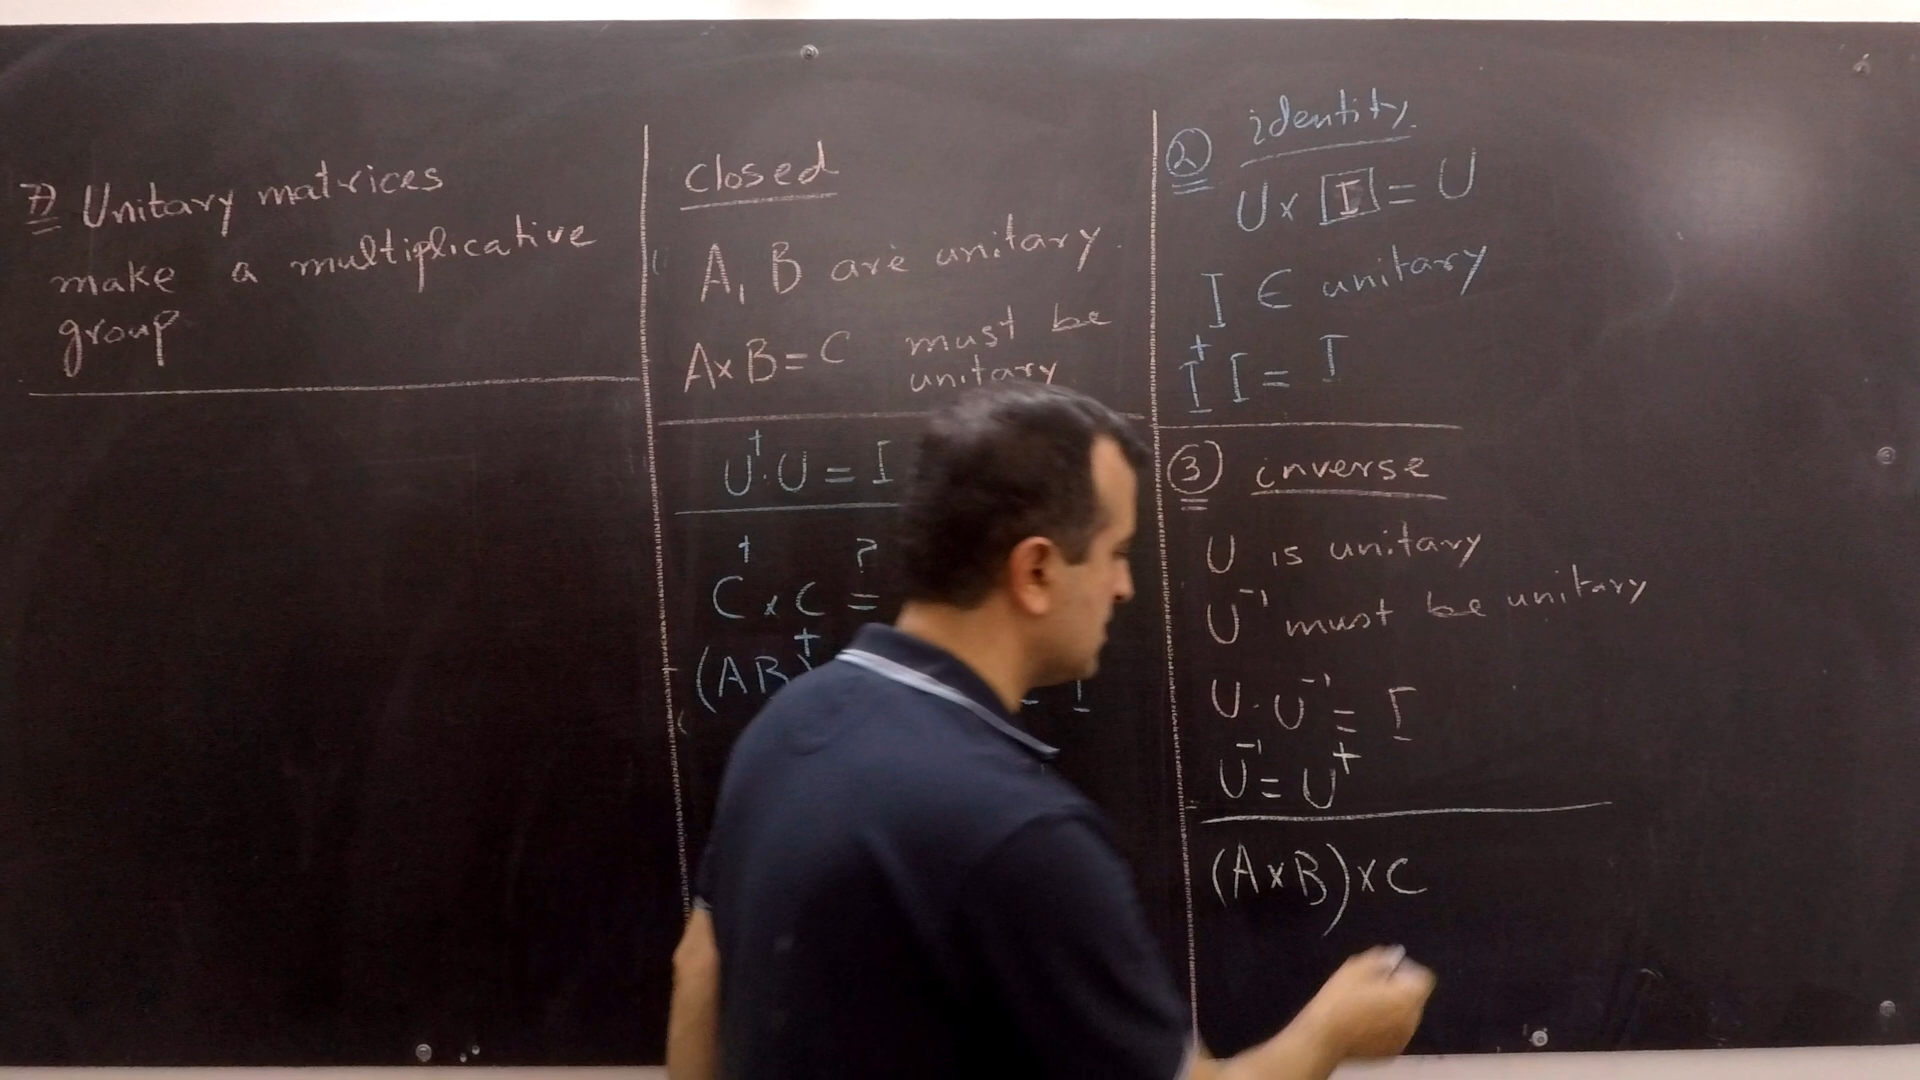 7) Unitary matrices
make a multiplicative
group
closed
A, B are unitary.
A×B=C must be
unitary
U†·U = I
C† × C ?=
(AB)† = I
② identity
U× I = U
I ∈ unitary
I† I = I
③ inverse
U is unitary
U⁻¹ must be unitary
U·U⁻¹ = I
U⁻¹ = U†
(A×B)×C